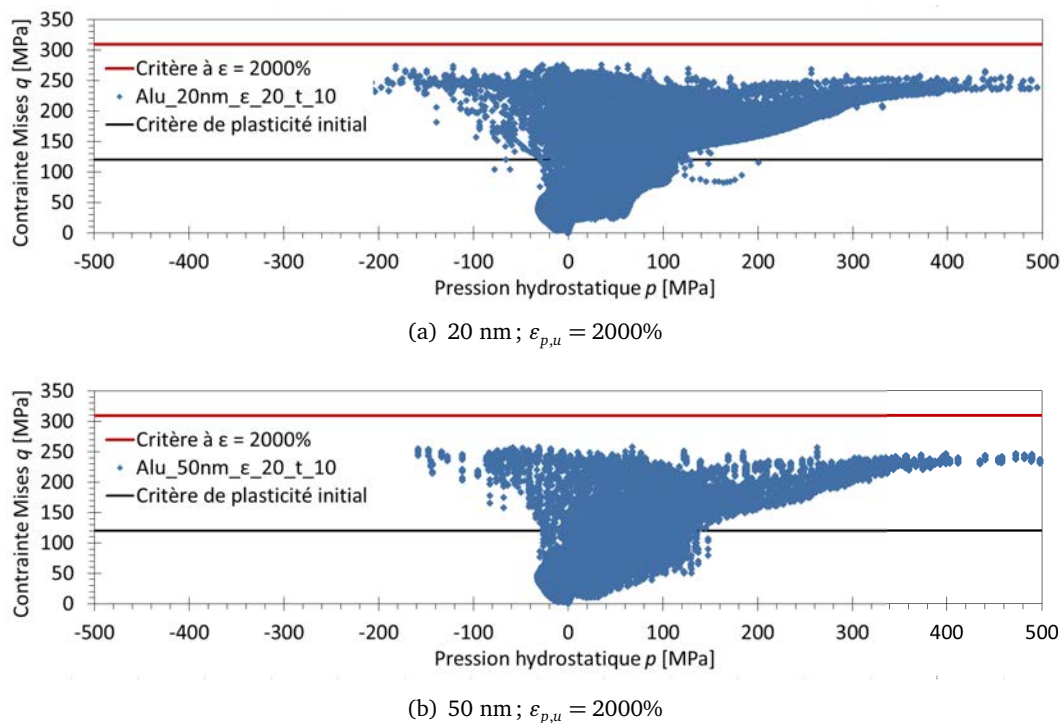 350
300
250
200
150
100
50
0
Contrainte Mises q [MPa]
Critère à ε = 2000%
Alu_20nm_ε_20_t_10
Critère de plasticité initial
-500 -400 -300 -200 -100 0 100 200 300 400 500
Pression hydrostatique p [MPa]
(a) 20 nm ; εp,u = 2000%
350
300
250
200
150
100
50
0
Contrainte Mises q [MPa]
Critère à ε = 2000%
Alu_50nm_ε_20_t_10
Critère de plasticité initial
-500 -400 -300 -200 -100 0 100 200 300 400 500
Pression hydrostatique p [MPa]
(b) 50 nm ; εp,u = 2000%